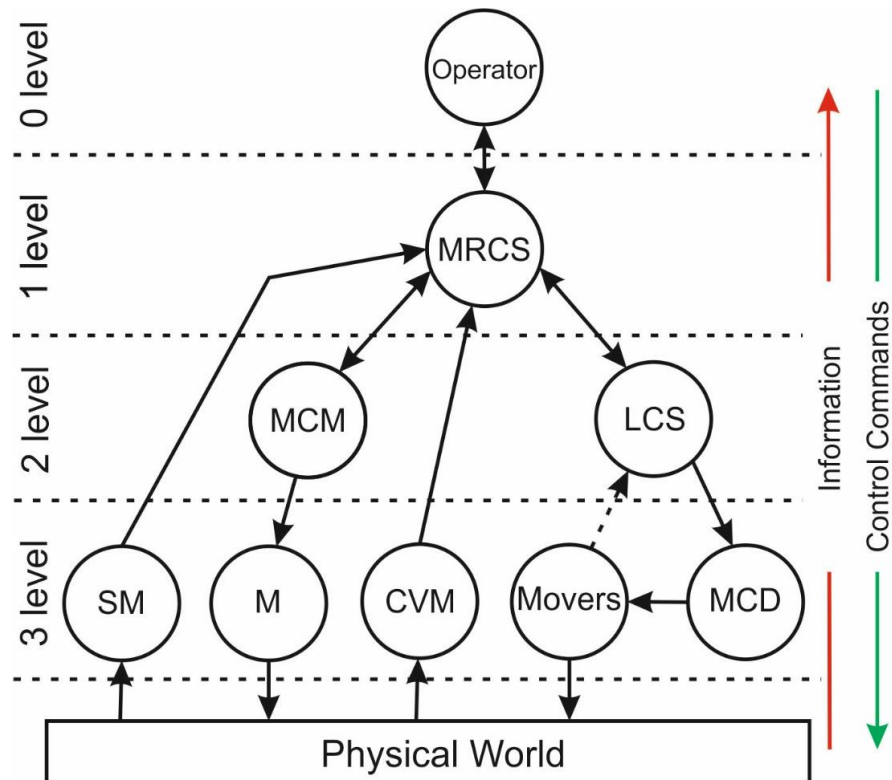 0 level
Operator
1 level
MRCS
2 level
MCM
LCS
3 level
SM
M
CVM
Movers
MCD
Physical World
Information
Control Commands